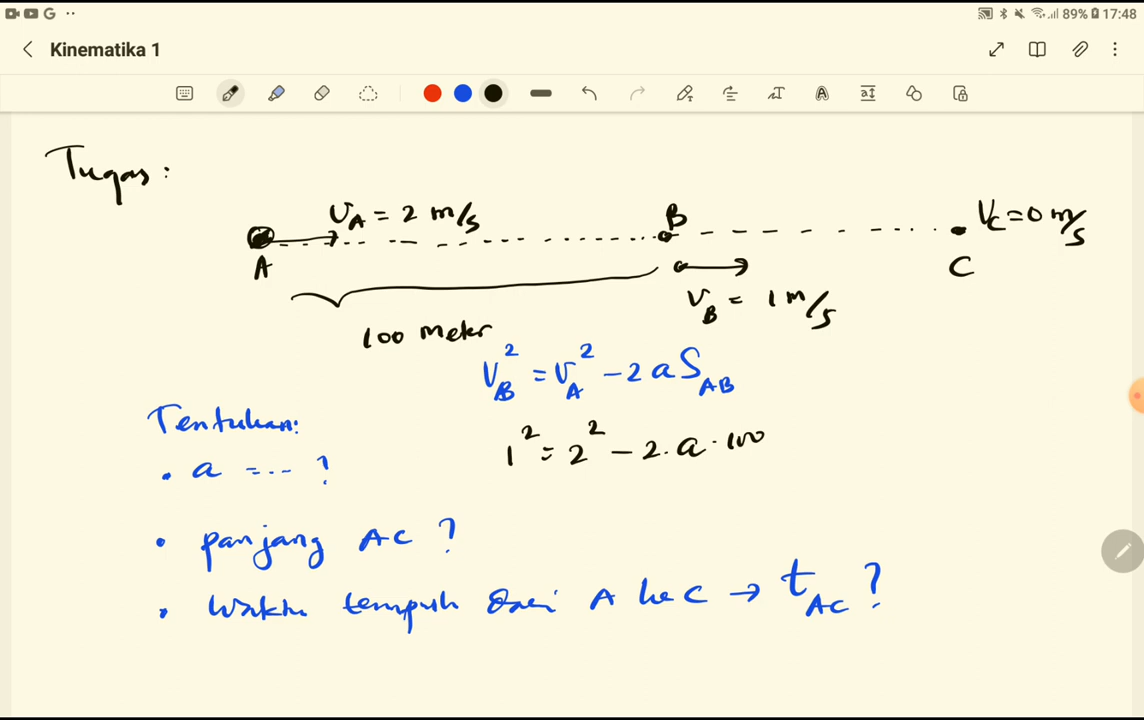 89% 17:48
Kinematika 1
Tugas:
V_A = 2 m/s
B
V_C = 0 m/s
A
C
V_B = 1 m/s
100 meter
V_B² = V_A² - 2 a S_AB
Tentukan:
1² = 2² - 2. a . 100
• a = ... ?
• panjang AC ?
• Waktu tempuh dari A ke C → t_AC ?